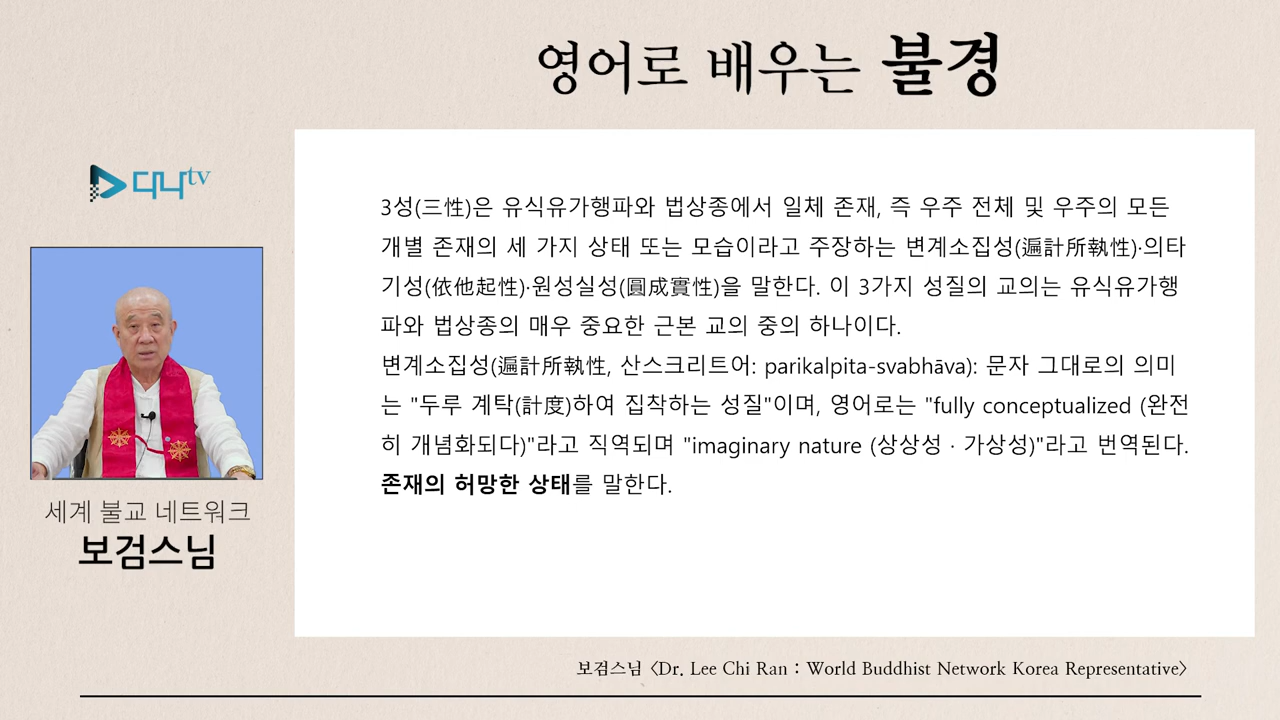 영어로 배우는 불경
디나tv
3성(三性)은 유식유가행파와 법상종에서 일체 존재, 즉 우주 전체 및 우주의 모든
개별 존재의 세 가지 상태 또는 모습이라고 주장하는 변계소집성(遍計所執性)·의타
기성(依他起性)·원성실성(圓成實性)을 말한다. 이 3가지 성질의 교의는 유식유가행
파와 법상종의 매우 중요한 근본 교의 중의 하나이다.
변계소집성(遍計所執性, 산스크리트어: parikalpita-svabhāva): 문자 그대로의 의미
는 "두루 계탁(計度)하여 집착하는 성질"이며, 영어로는 "fully conceptualized (완전
히 개념화되다)"라고 직역되며 "imaginary nature (상상성 · 가상성)"라고 번역된다.
존재의 허망한 상태를 말한다.
세계 불교 네트워크
보검스님
보검스님 <Dr. Lee Chi Ran : World Buddhist Network Korea Representative>